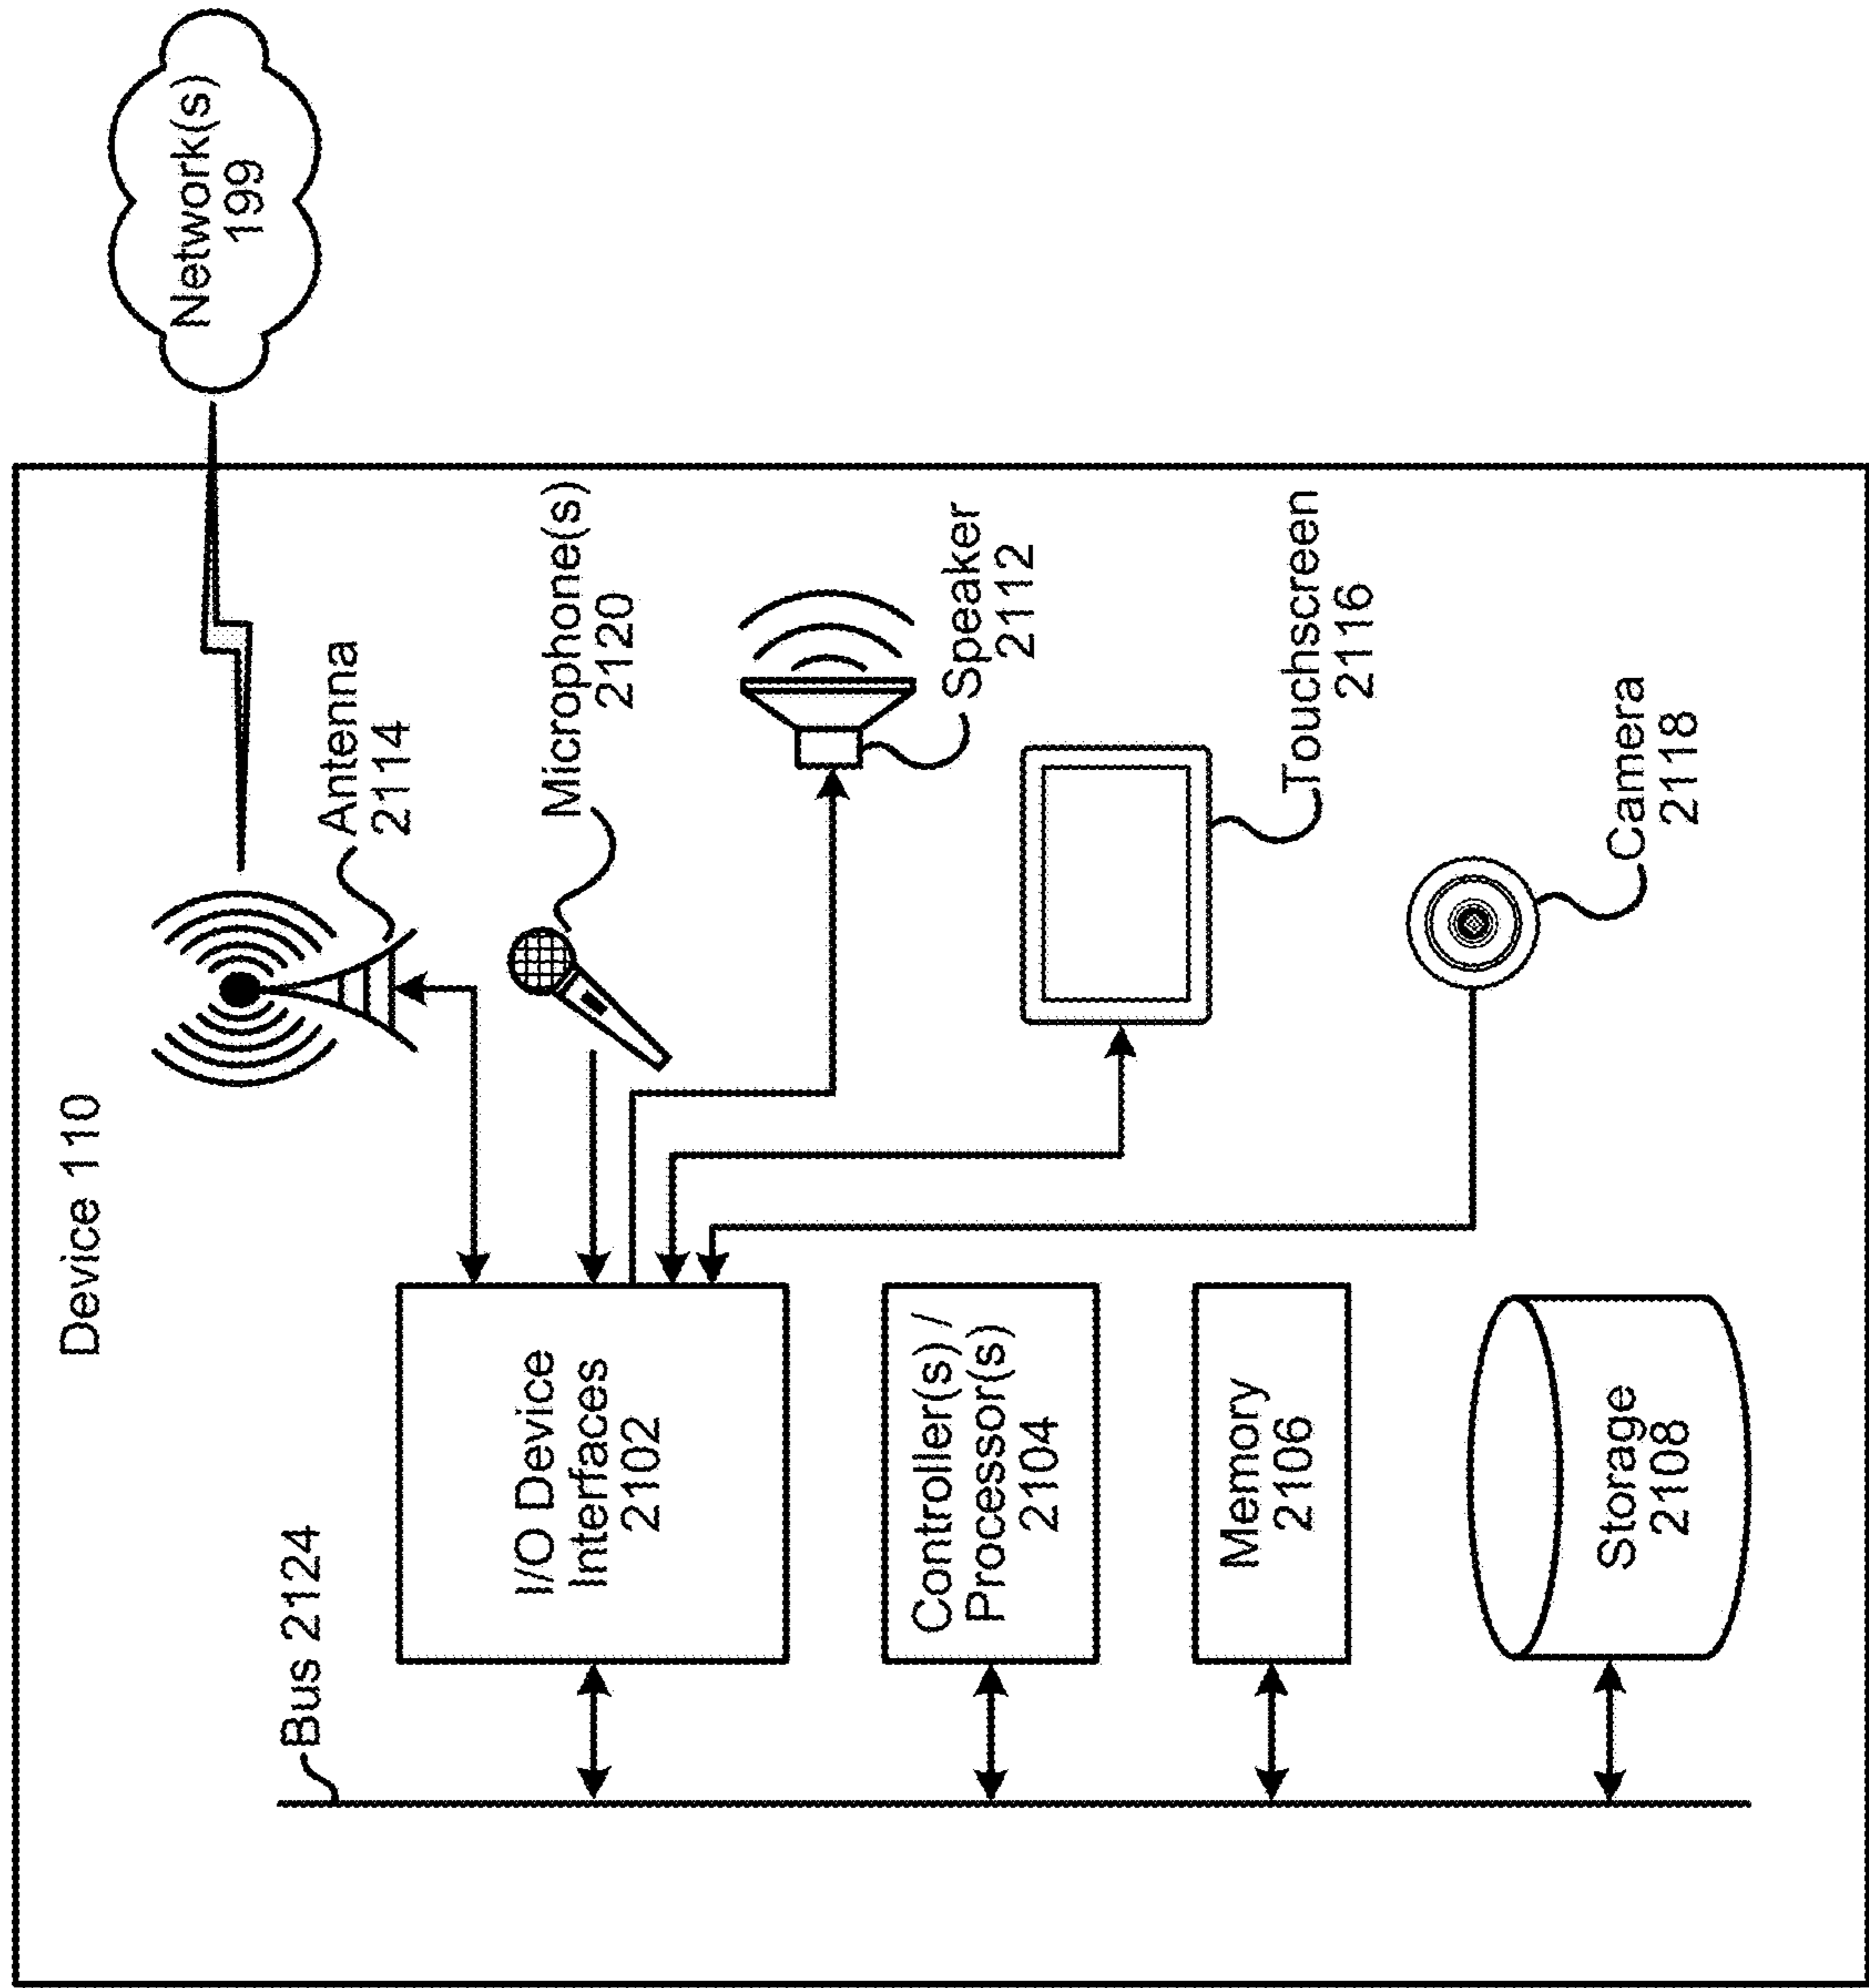 Device 110
Network(s)
199
Antenna
2114
Bus 2124
I/O Device
Interfaces
2102
Microphone(s)
2120
Speaker
2112
Controller(s) /
Processor(s)
2104
Touchscreen
2116
Memory
2106
Camera
2118
Storage
2108